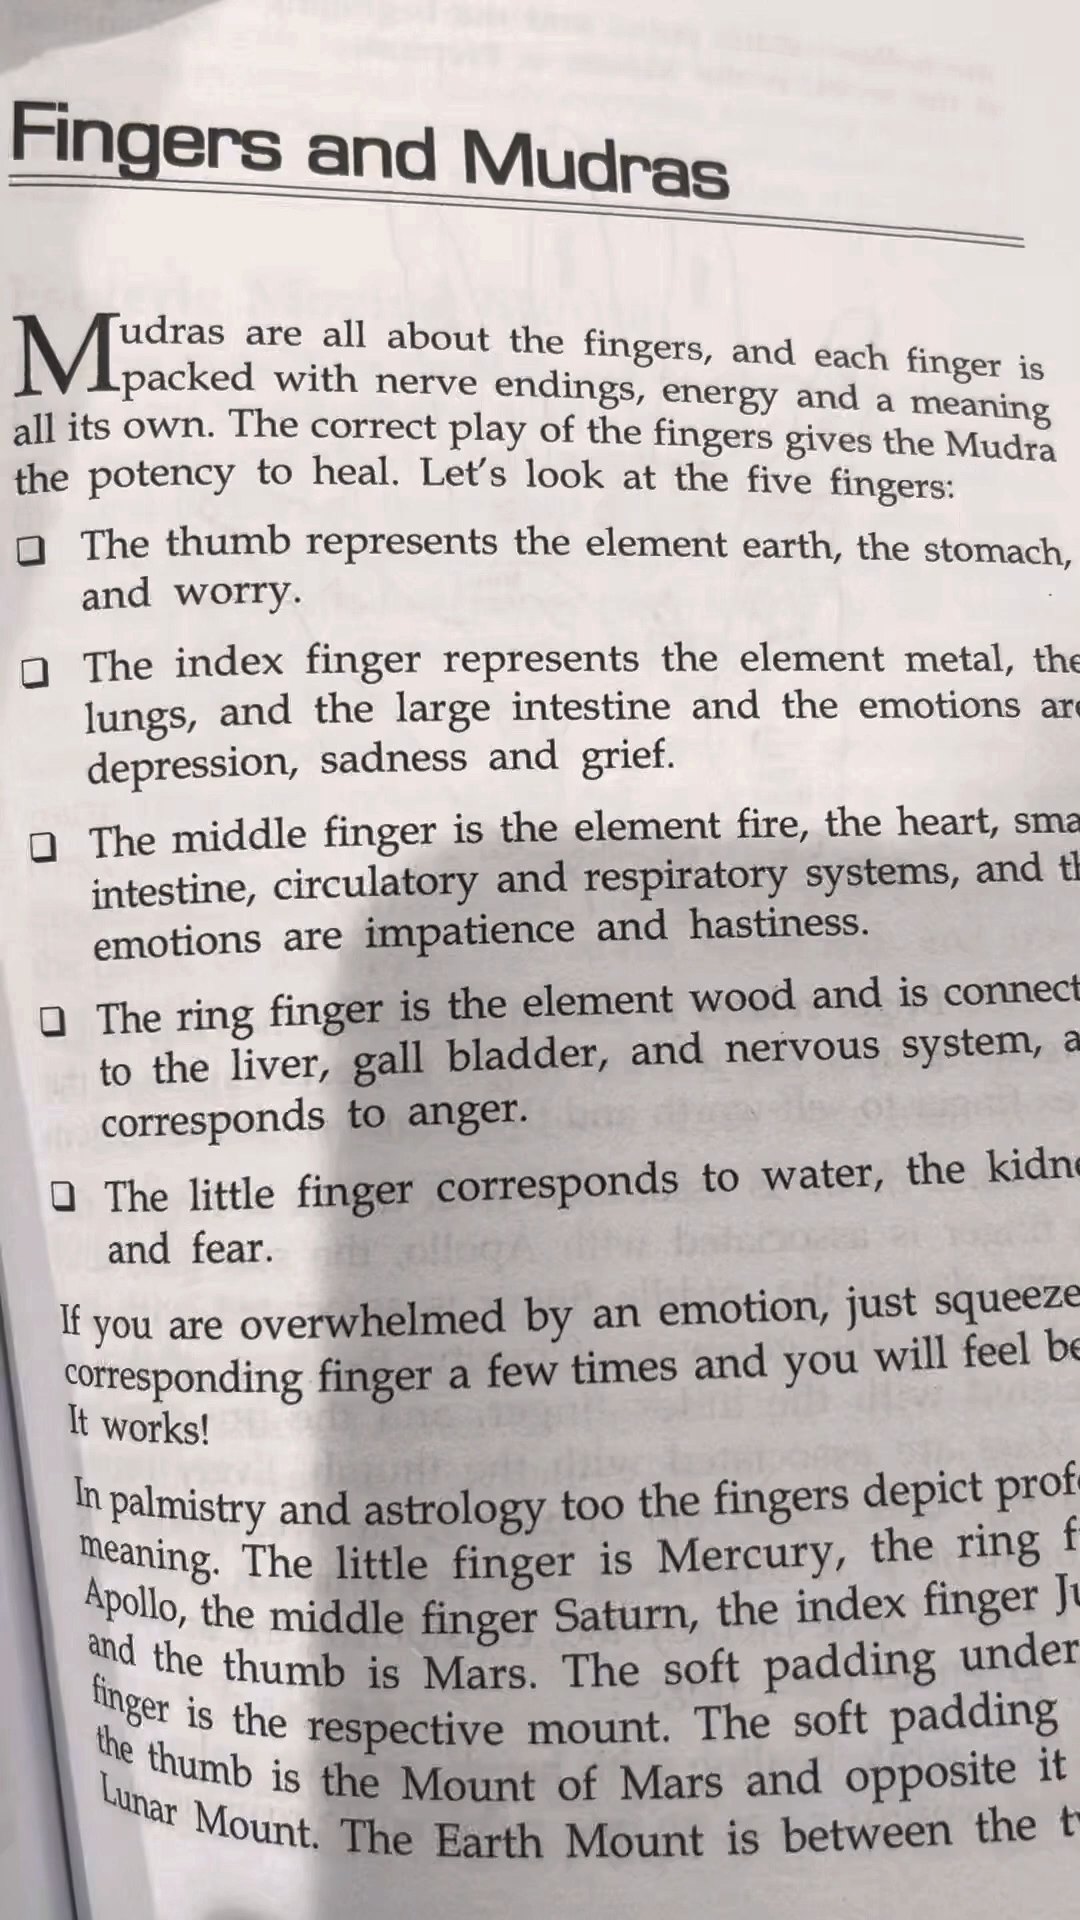 Fingers and Mudras
Mudras are all about the fingers, and each finger is
packed with nerve endings, energy and a meaning
all its own. The correct play of the fingers gives the Mudra
the potency to heal. Let's look at the five fingers:
❑ The thumb represents the element earth, the stomach,
and worry.
❑ The index finger represents the element metal, the
lungs, and the large intestine and the emotions are
depression, sadness and grief.
❑ The middle finger is the element fire, the heart,
intestine, circulatory and respiratory systems, and
emotions are impatience and hastiness.
❑ The ring finger is the element wood and is
to the liver, gall bladder, and nervous system,
corresponds to anger.
❑ The little finger corresponds to water, the
and fear.
If you are overwhelmed by an emotion, just squeeze
corresponding finger a few times and you will feel
It works!
In palmistry and astrology too the fingers depict
meaning. The little finger is Mercury, the ring
Apollo, the middle finger Saturn, the index finger
and the thumb is Mars. The soft padding under
finger is the respective mount. The soft padding
the thumb is the Mount of Mars and opposite it
Lunar Mount. The Earth Mount is between the